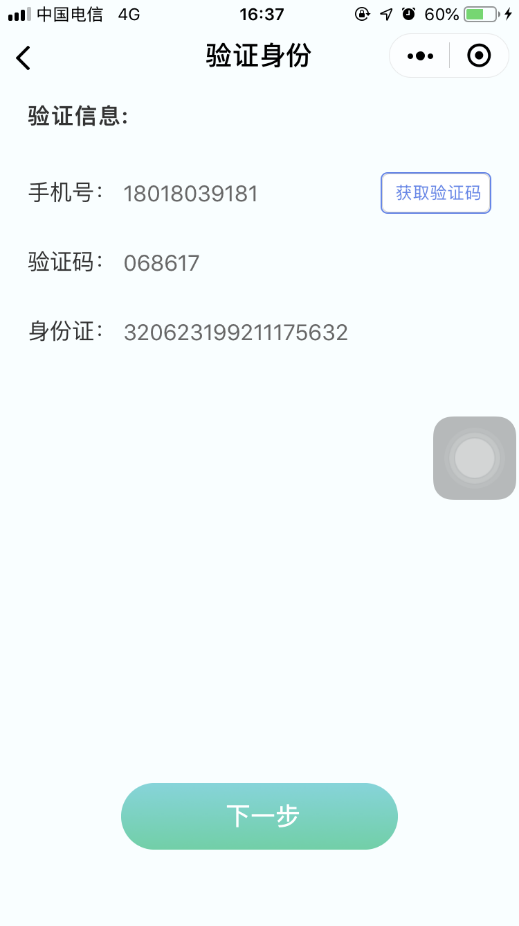 中国电信 4G 16:37 60%
验证身份
验证信息:
手机号： 18018039181 获取验证码
验证码： 068617
身份证： 320623199211175632
下一步